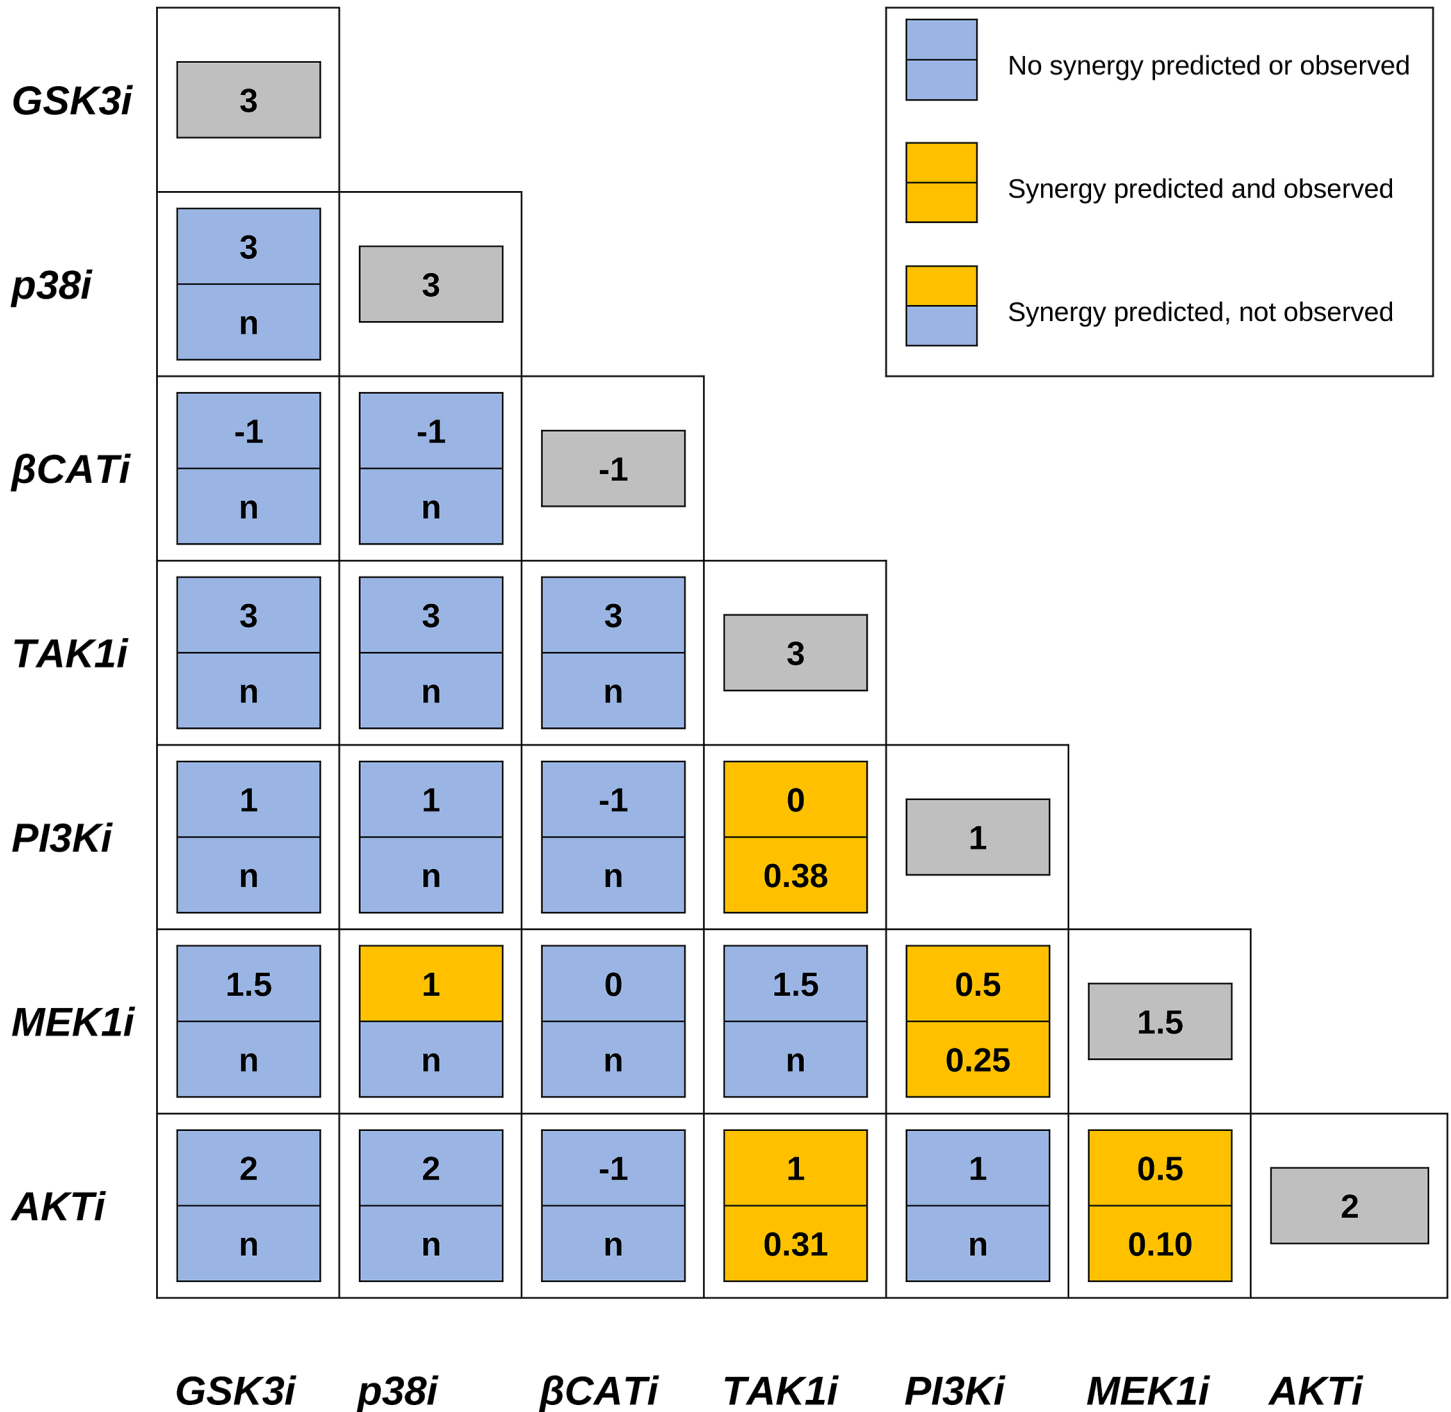 GSK3i 3
No synergy predicted or observed
Synergy predicted and observed
Synergy predicted, not observed
p38i 3 3
n
βCATi -1 -1 -1
n n
TAK1i 3 3 3 3
n n n
PI3Ki 1 1 -1 0 1
n n n 0.38
MEK1i 1.5 1 0 1.5 0.5 1.5
n n n n 0.25
AKTi 2 2 -1 1 1 0.5 2
n n n 0.31 n 0.10
GSK3i p38i βCATi TAK1i PI3Ki MEK1i AKTi